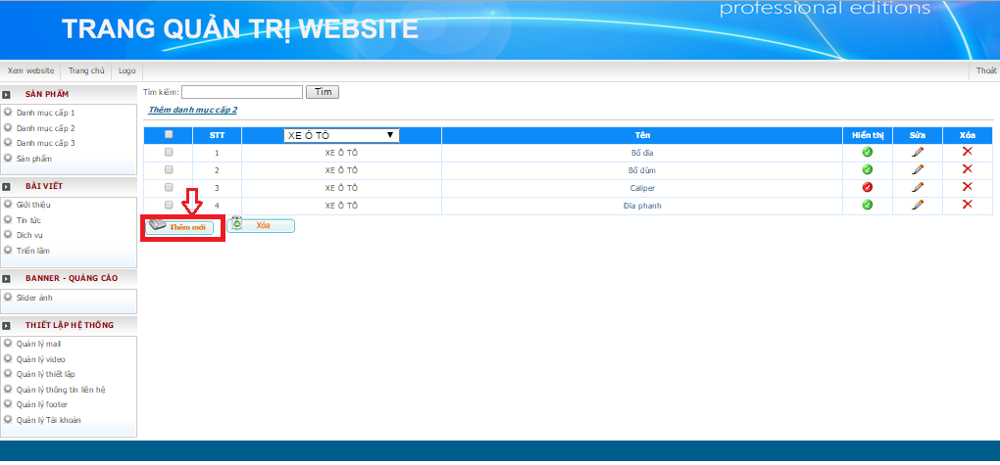 professional editions
TRANG QUẢN TRỊ WEBSITE
Xem website Trang chủ Logo Thoát
SẢN PHẨM
Danh mục cấp 1
Danh mục cấp 2
Danh mục cấp 3
Sản phẩm
BÀI VIẾT
Giới thiệu
Tin tức
Dịch vụ
Triển lãm
BANNER - QUẢNG CÁO
Slider ảnh
THIẾT LẬP HỆ THỐNG
Quản lý mail
Quản lý video
Quản lý thiết lập
Quản lý thông tin liên hệ
Quản lý footer
Quản lý Tài khoản
Tìm kiếm: Tìm
Thêm danh mục cấp 2
STT XE Ô TÔ Tên Hiển thị Sửa Xóa
1 XE Ô TÔ Bố đĩa
2 XE Ô TÔ Bố đùm
3 XE Ô TÔ Caliper
4 XE Ô TÔ Đĩa phanh
Thêm mới Xóa